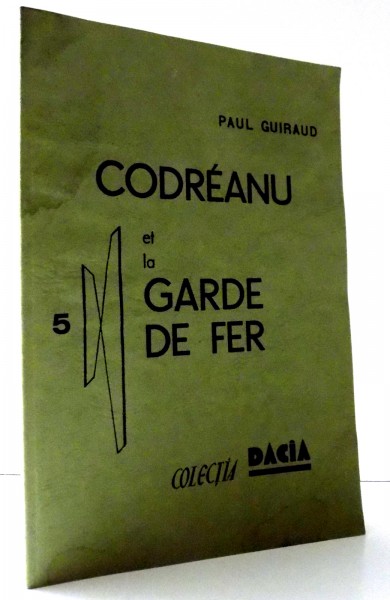 PAUL GUIRAUD
CODRÉANU
et
la
GARDE
5
DE FER
COLECȚIA DACIA